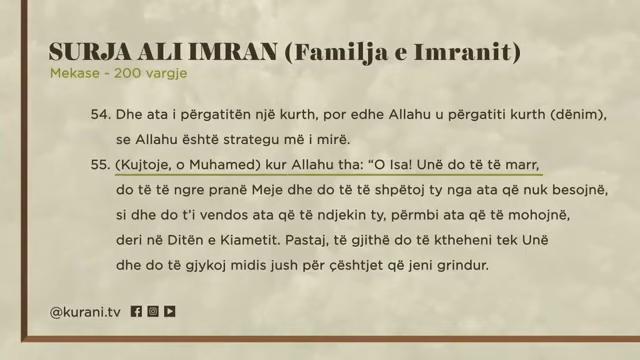 SURJA ALI IMRAN (Familja e Imranit)
Mekase - 200 vargje
54. Dhe ata i përgatitën një kurth, por edhe Allahu u përgatiti kurth (dënim),
se Allahu është strategu më i mirë.
55. (Kujtoje, o Muhamed) kur Allahu tha: “O Isa! Unë do të të marr,
do të të ngre pranë Meje dhe do të të shpëtoj ty nga ata që nuk besojnë,
si dhe do t’i vendos ata që të ndjekin ty, përmbi ata që të mohojnë,
deri në Ditën e Kiametit. Pastaj, të gjithë do të ktheheni tek Unë
dhe do të gjykoj midis jush për çështjet që jeni grindur.
@kurani.tv